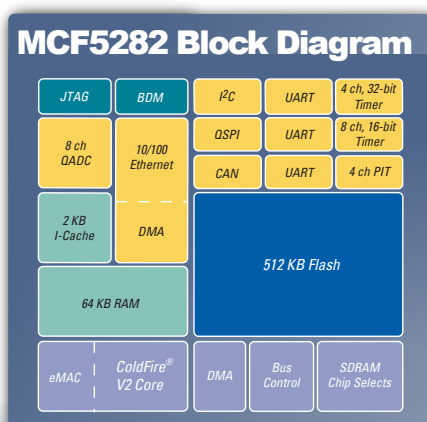 MCF5282 Block Diagram
JTAG
BDM
I²C
UART
4 ch, 32-bit
Timer
8 ch
QADC
10/100
Ethernet
QSPI
UART
8 ch, 16-bit
Timer
CAN
UART
4 ch PIT
2 KB
I-Cache
DMA
512 KB Flash
64 KB RAM
eMAC
ColdFire®
V2 Core
DMA
Bus
Control
SDRAM
Chip Selects